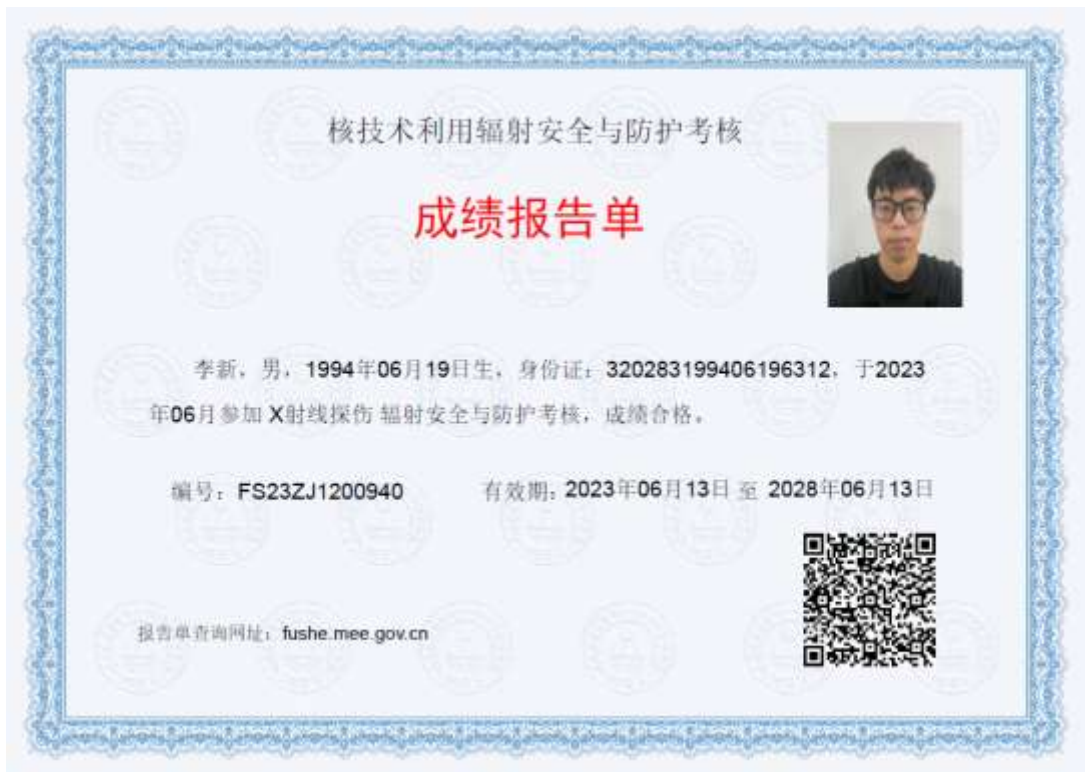 核技术利用辐射安全与防护考核
成绩报告单
李新，男，1994年06月19日生，身份证：320283199406196312，于2023
年06月参加 X射线探伤 辐射安全与防护考核，成绩合格。
编号：FS23ZJ1200940 有效期：2023年06月13日 至 2028年06月13日
报告单查询网址：fushe.mee.gov.cn